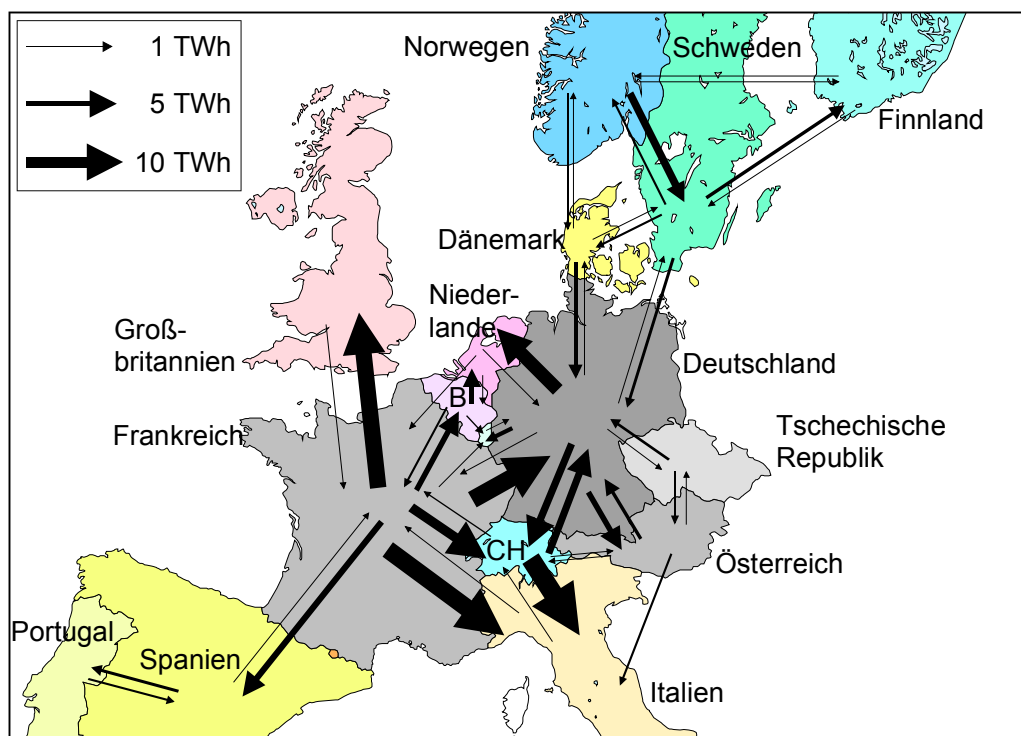 1 TWh
5 TWh
10 TWh
Norwegen
Schweden
Finnland
Dänemark
Nieder-
lande
Groß-
britannien
Deutschland
B
Frankreich
Tschechische
Republik
CH
Österreich
Portugal
Spanien
Italien